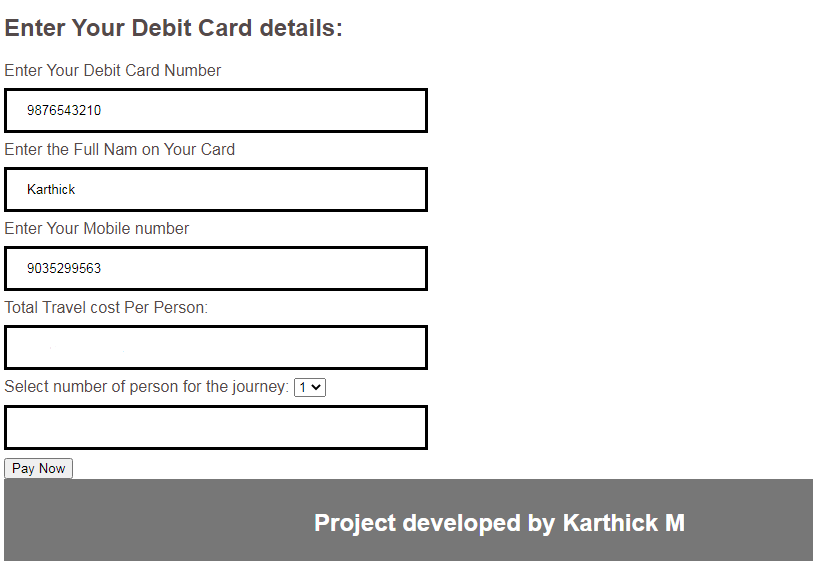 Enter Your Debit Card details:
Enter Your Debit Card Number
9876543210
Enter the Full Nam on Your Card
Karthick
Enter Your Mobile number
9035299563
Total Travel cost Per Person:
Select number of person for the journey: 1
Pay Now
Project developed by Karthick M